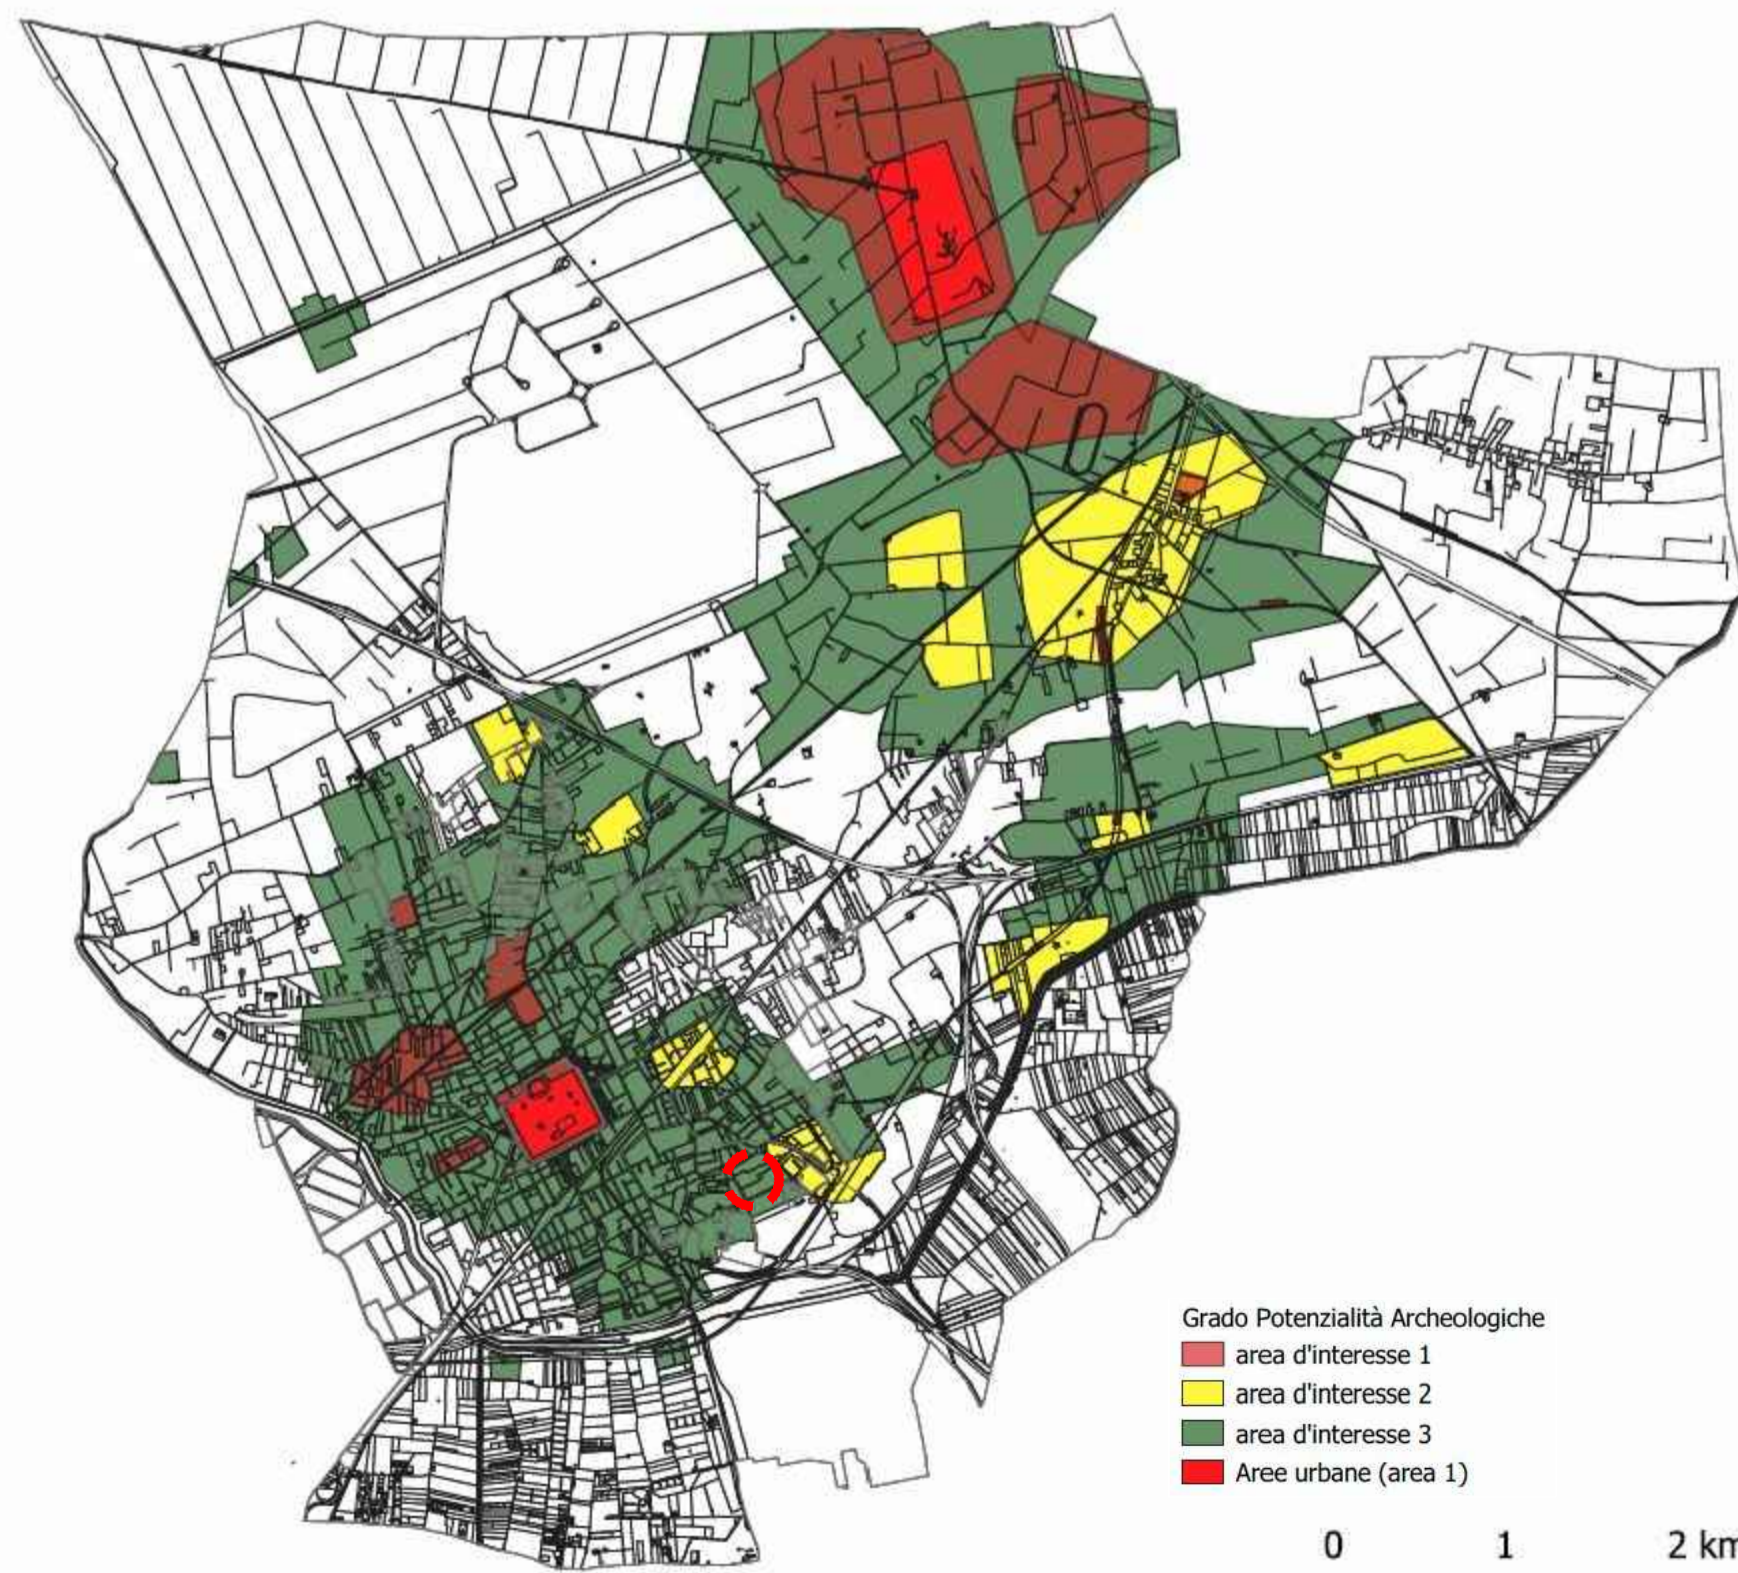 Grado Potenzialità Archeologiche
area d'interesse 1
area d'interesse 2
area d'interesse 3
Aree urbane (area 1)
0 1 2 km